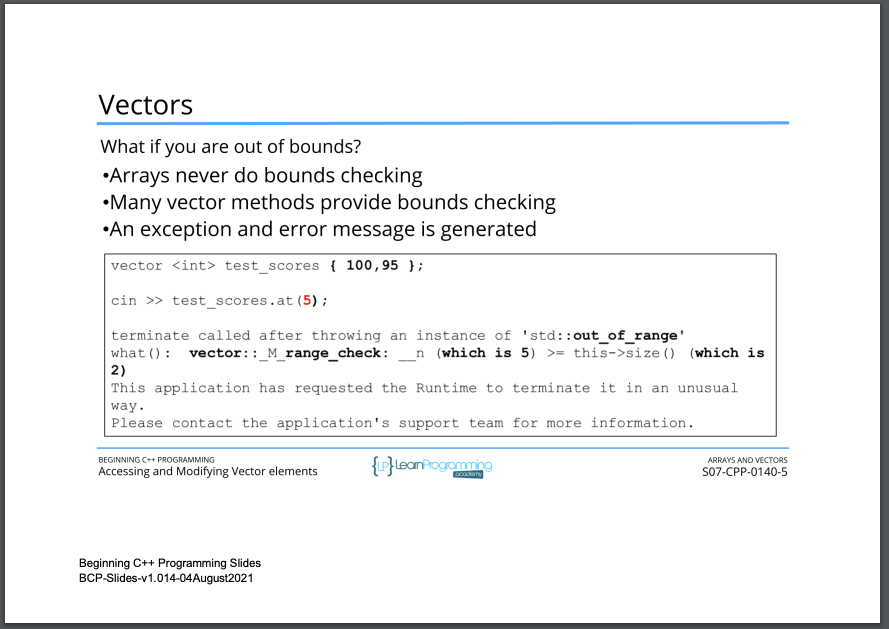 Vectors
What if you are out of bounds?
•Arrays never do bounds checking
•Many vector methods provide bounds checking
•An exception and error message is generated
vector <int> test_scores { 100,95 };
cin >> test_scores.at(5);
terminate called after throwing an instance of 'std::out_of_range'
what():  vector::_M_range_check: __n (which is 5) >= this->size() (which is
2)
This application has requested the Runtime to terminate it in an unusual
way.
Please contact the application's support team for more information.
BEGINNING C++ PROGRAMMING
Accessing and Modifying Vector elements
{LP} LearnProgramming
academy
ARRAYS AND VECTORS
S07-CPP-0140-5
Beginning C++ Programming Slides
BCP-Slides-v1.014-04August2021